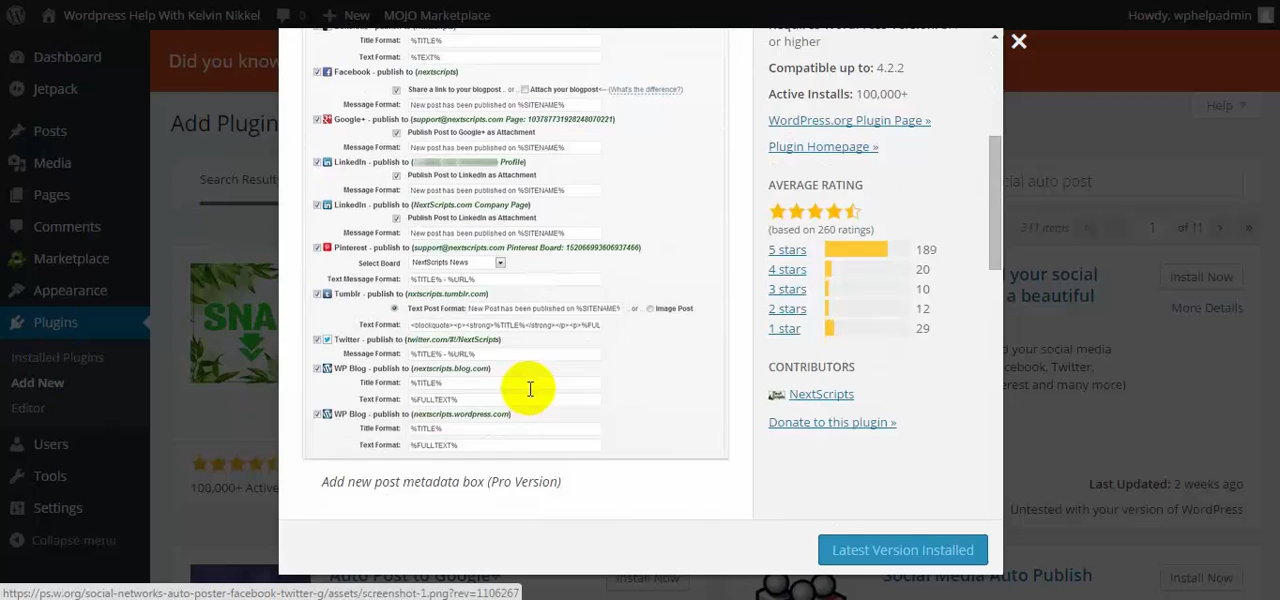 Wordpress Help With Kelvin Nikkel
0
New
MOJO Marketplace
Howdy, wphelpadmin
Dashboard
Jetpack
Posts
Media
Pages
Comments
Marketplace
Appearance
Plugins
Installed Plugins
Add New
Editor
Users
Tools
Settings
Collapse menu
Did you know
Add Plugin
Search Results
100,000+ Active
Title Format: %TITLE%
Text Format: %TEXT%
Facebook - publish to (nextscripts)
Share a link to your blogpost .. or .. Attach your blogpost<-- (What's the difference?)
Message Format: New post has been published on %SITENAME%
Google+ - publish to (support@nextscripts.com Page: 103787731928248070221)
Publish Post to Google+ as Attachment
Message Format: New post has been published on %SITENAME%
LinkedIn - publish to ( Profile)
Publish Post to LinkedIn as Attachment
Message Format: New post has been published on %SITENAME%
LinkedIn - publish to (NextScripts.com Company Page)
Publish Post to LinkedIn as Attachment
Message Format: New post has been published on %SITENAME%
Pinterest - publish to (support@nextscripts.com Pinterest Board: 152066993606937466)
Select Board NextScripts News
Text Message Format: %TITLE% - %URL%
Tumblr - publish to (nxtscripts.tumblr.com)
Text Post Format: New Post has been published on %SITENAME% .. or .. Image Post
Text Format: <blockquote><p><strong>%TITLE%</strong></p><p>%FUL
Twitter - publish to (twitter.com/#!/NextScripts)
Message Format: %TITLE% - %URL%
WP Blog - publish to (nextscripts.blog.com)
Title Format: %TITLE%
Text Format: %FULLTEXT%
WP Blog - publish to (nextscripts.wordpress.com)
Title Format: %TITLE%
Text Format: %FULLTEXT%
Add new post metadata box (Pro Version)
or higher
Compatible up to: 4.2.2
Active Installs: 100,000+
WordPress.org Plugin Page »
Plugin Homepage »
AVERAGE RATING
(based on 260 ratings)
5 stars 189
4 stars 20
3 stars 10
2 stars 12
1 star 29
CONTRIBUTORS
NextScripts
Donate to this plugin »
Latest Version Installed
Help
cial auto post
211 items
1 of 11 › »
your social
a beautiful
Install Now
More Details
cial media
Facebook, Twitter,
nterest and many more)
Last Updated: 2 weeks ago
Untested with your version of WordPress
Auto Post to Google+
Install Now
Social Media Auto Publish
Install Now
https://ps.w.org/social-networks-auto-poster-facebook-twitter-g/assets/screenshot-1.png?rev=1106267